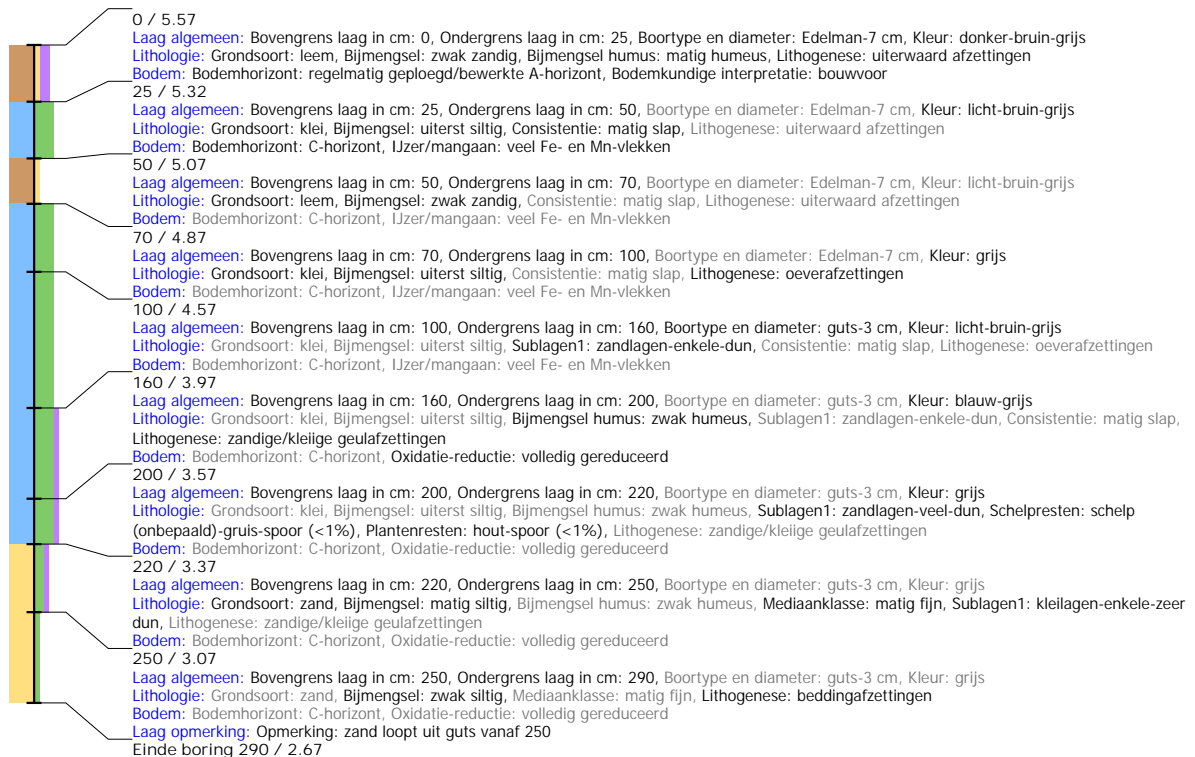 0 / 5.57
Laag algemeen: Bovengrens laag in cm: 0, Ondergrens laag in cm: 25, Boortype en diameter: Edelman-7 cm, Kleur: donker-bruin-grijs
Lithologie: Grondsoort: leem, Bijmengsel: zwak zandig, Bijmengsel humus: matig humeus, Lithogenese: uiterwaard afzettingen
Bodem: Bodemhorizont: regelmatig geploegd/bewerkte A-horizont, Bodemkundige interpretatie: bouwvoor
25 / 5.32
Laag algemeen: Bovengrens laag in cm: 25, Ondergrens laag in cm: 50, Boortype en diameter: Edelman-7 cm, Kleur: licht-bruin-grijs
Lithologie: Grondsoort: klei, Bijmengsel: uiterst siltig, Consistentie: matig slap, Lithogenese: uiterwaard afzettingen
Bodem: Bodemhorizont: C-horizont, IJzer/mangaan: veel Fe- en Mn-vlekken
50 / 5.07
Laag algemeen: Bovengrens laag in cm: 50, Ondergrens laag in cm: 70, Boortype en diameter: Edelman-7 cm, Kleur: licht-bruin-grijs
Lithologie: Grondsoort: leem, Bijmengsel: zwak zandig, Consistentie: matig slap, Lithogenese: uiterwaard afzettingen
Bodem: Bodemhorizont: C-horizont, IJzer/mangaan: veel Fe- en Mn-vlekken
70 / 4.87
Laag algemeen: Bovengrens laag in cm: 70, Ondergrens laag in cm: 100, Boortype en diameter: Edelman-7 cm, Kleur: grijs
Lithologie: Grondsoort: klei, Bijmengsel: uiterst siltig, Consistentie: matig slap, Lithogenese: oeverafzettingen
Bodem: Bodemhorizont: C-horizont, IJzer/mangaan: veel Fe- en Mn-vlekken
100 / 4.57
Laag algemeen: Bovengrens laag in cm: 100, Ondergrens laag in cm: 160, Boortype en diameter: guts-3 cm, Kleur: licht-bruin-grijs
Lithologie: Grondsoort: klei, Bijmengsel: uiterst siltig, Sublagen1: zandlagen-enkele-dun, Consistentie: matig slap, Lithogenese: oeverafzettingen
Bodem: Bodemhorizont: C-horizont, IJzer/mangaan: veel Fe- en Mn-vlekken
160 / 3.97
Laag algemeen: Bovengrens laag in cm: 160, Ondergrens laag in cm: 200, Boortype en diameter: guts-3 cm, Kleur: blauw-grijs
Lithologie: Grondsoort: klei, Bijmengsel: uiterst siltig, Bijmengsel humus: zwak humeus, Sublagen1: zandlagen-enkele-dun, Consistentie: matig slap,
Lithogenese: zandige/kleiige geulafzettingen
Bodem: Bodemhorizont: C-horizont, Oxidatie-reductie: volledig gereduceerd
200 / 3.57
Laag algemeen: Bovengrens laag in cm: 200, Ondergrens laag in cm: 220, Boortype en diameter: guts-3 cm, Kleur: grijs
Lithologie: Grondsoort: klei, Bijmengsel: uiterst siltig, Bijmengsel humus: zwak humeus, Sublagen1: zandlagen-veel-dun, Schelpresten: schelp
(onbepaald)-gruis-spoor (<1%), Plantenresten: hout-spoor (<1%), Lithogenese: zandige/kleiige geulafzettingen
Bodem: Bodemhorizont: C-horizont, Oxidatie-reductie: volledig gereduceerd
220 / 3.37
Laag algemeen: Bovengrens laag in cm: 220, Ondergrens laag in cm: 250, Boortype en diameter: guts-3 cm, Kleur: grijs
Lithologie: Grondsoort: zand, Bijmengsel: matig siltig, Bijmengsel humus: zwak humeus, Mediaanklasse: matig fijn, Sublagen1: kleilagen-enkele-zeer
dun, Lithogenese: zandige/kleiige geulafzettingen
Bodem: Bodemhorizont: C-horizont, Oxidatie-reductie: volledig gereduceerd
250 / 3.07
Laag algemeen: Bovengrens laag in cm: 250, Ondergrens laag in cm: 290, Boortype en diameter: guts-3 cm, Kleur: grijs
Lithologie: Grondsoort: zand, Bijmengsel: zwak siltig, Mediaanklasse: matig fijn, Lithogenese: beddingafzettingen
Bodem: Bodemhorizont: C-horizont, Oxidatie-reductie: volledig gereduceerd
Laag opmerking: Opmerking: zand loopt uit guts vanaf 250
Einde boring 290 / 2.67